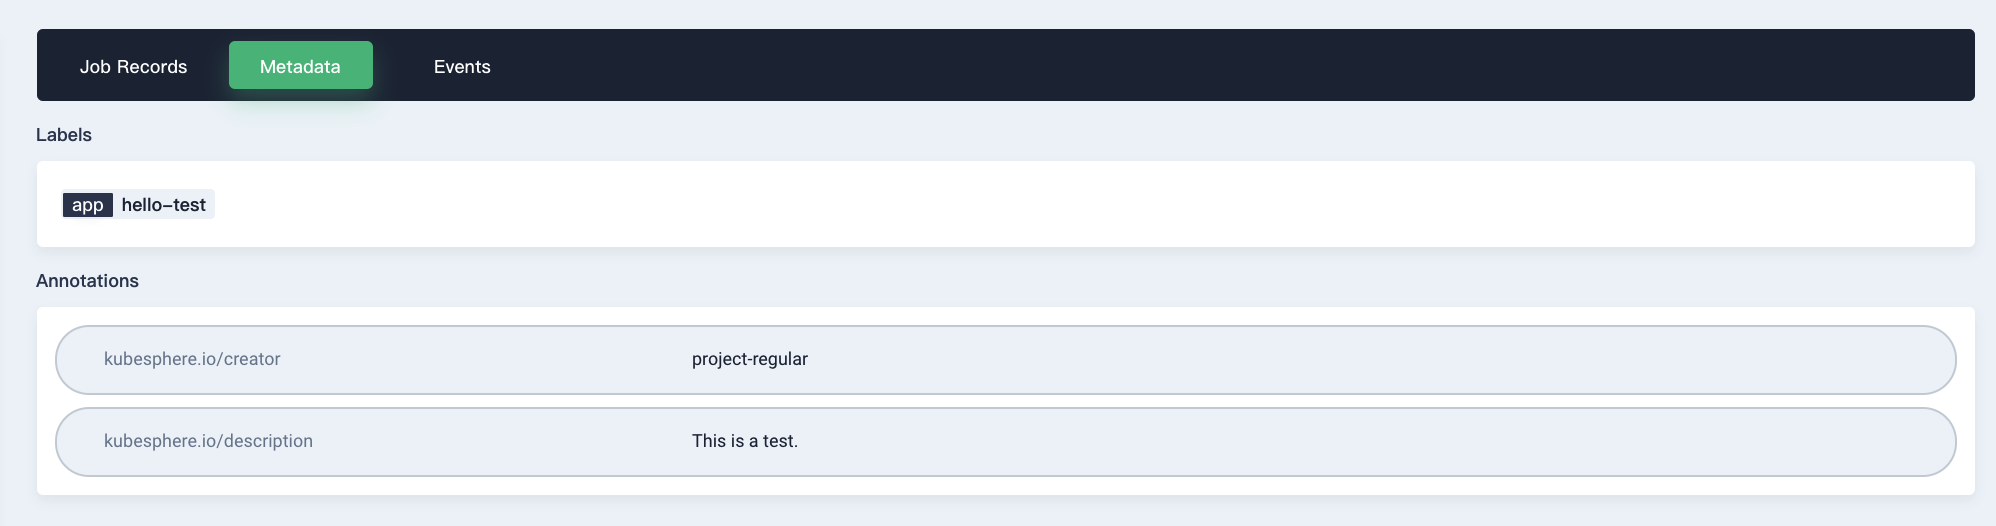 Job Records Metadata Events
Labels
app hello-test
Annotations
kubesphere.io/creator project-regular
kubesphere.io/description This is a test.